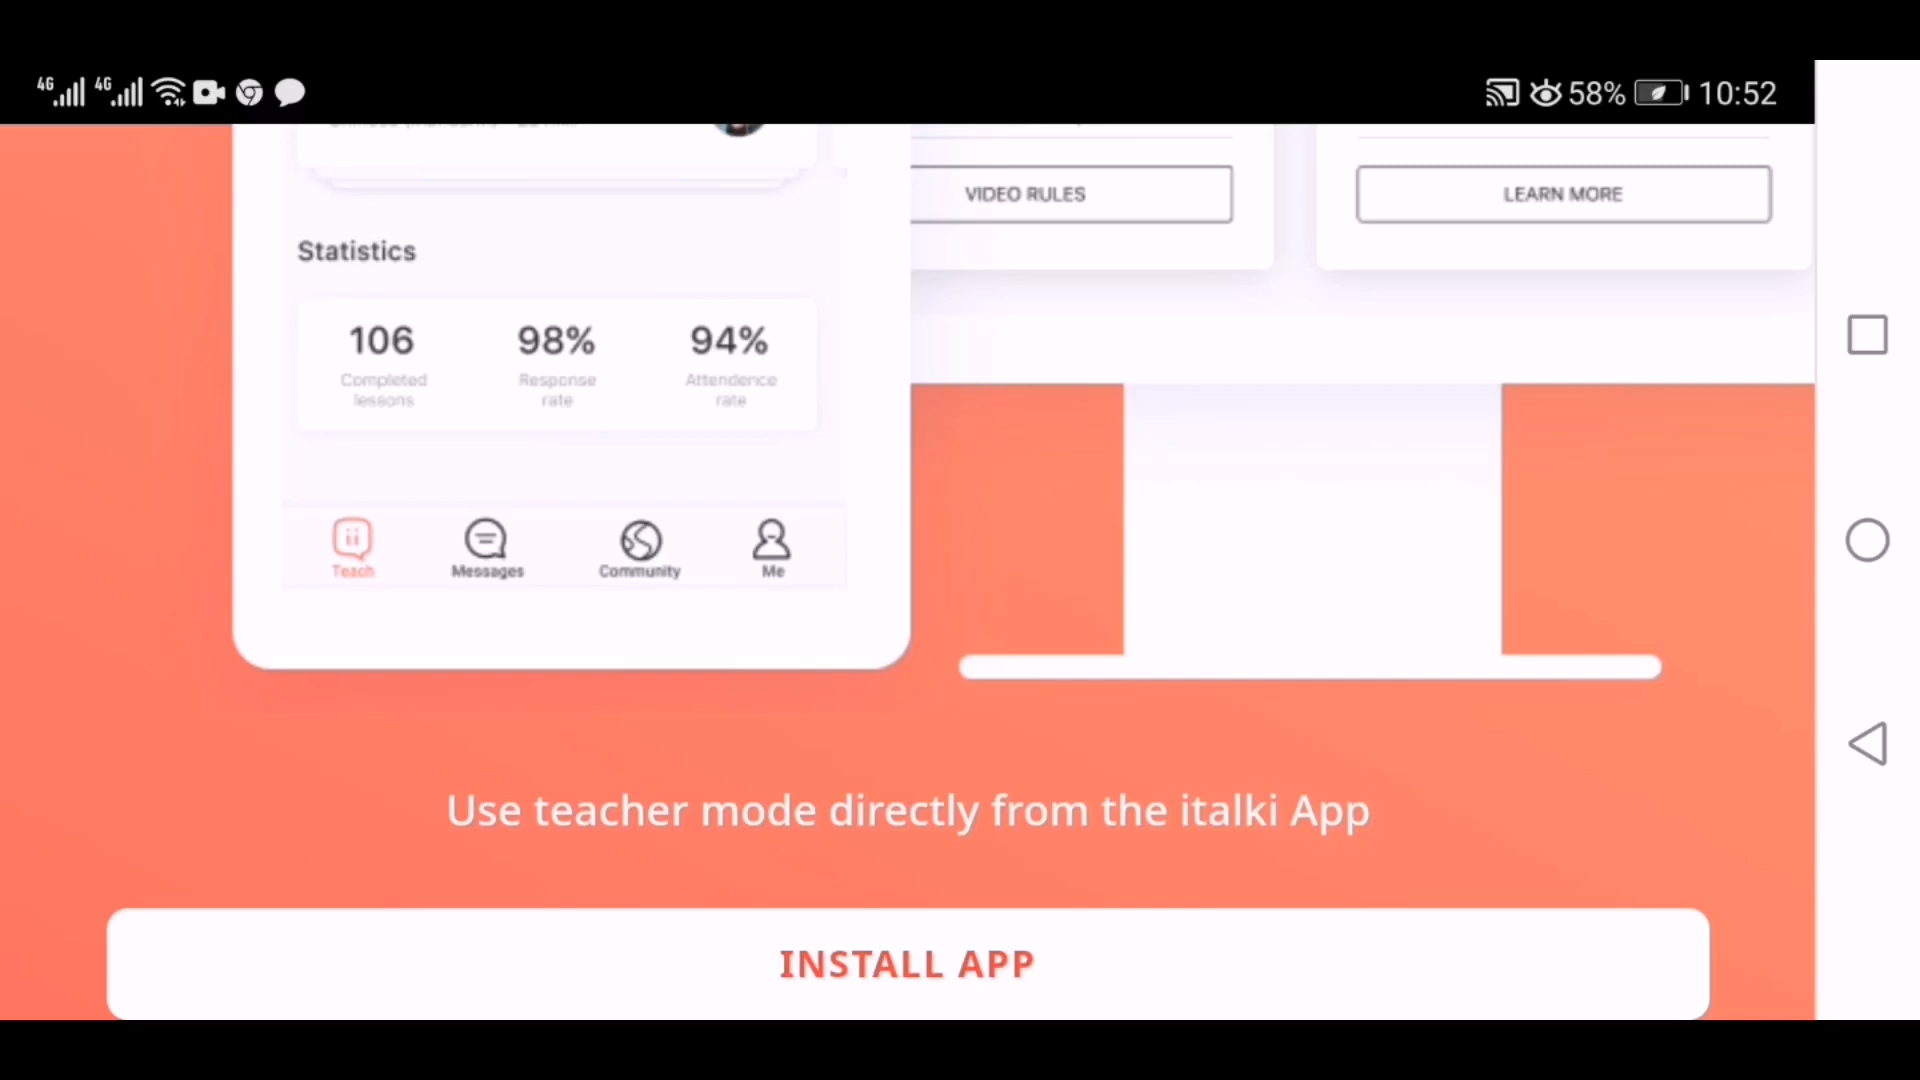 4G 4G 58% 10:52
VIDEO RULES LEARN MORE
Statistics
106 98% 94%
Completed Response Attendence
lessons rate rate
Teach Messages Community Me
Use teacher mode directly from the italki App
INSTALL APP